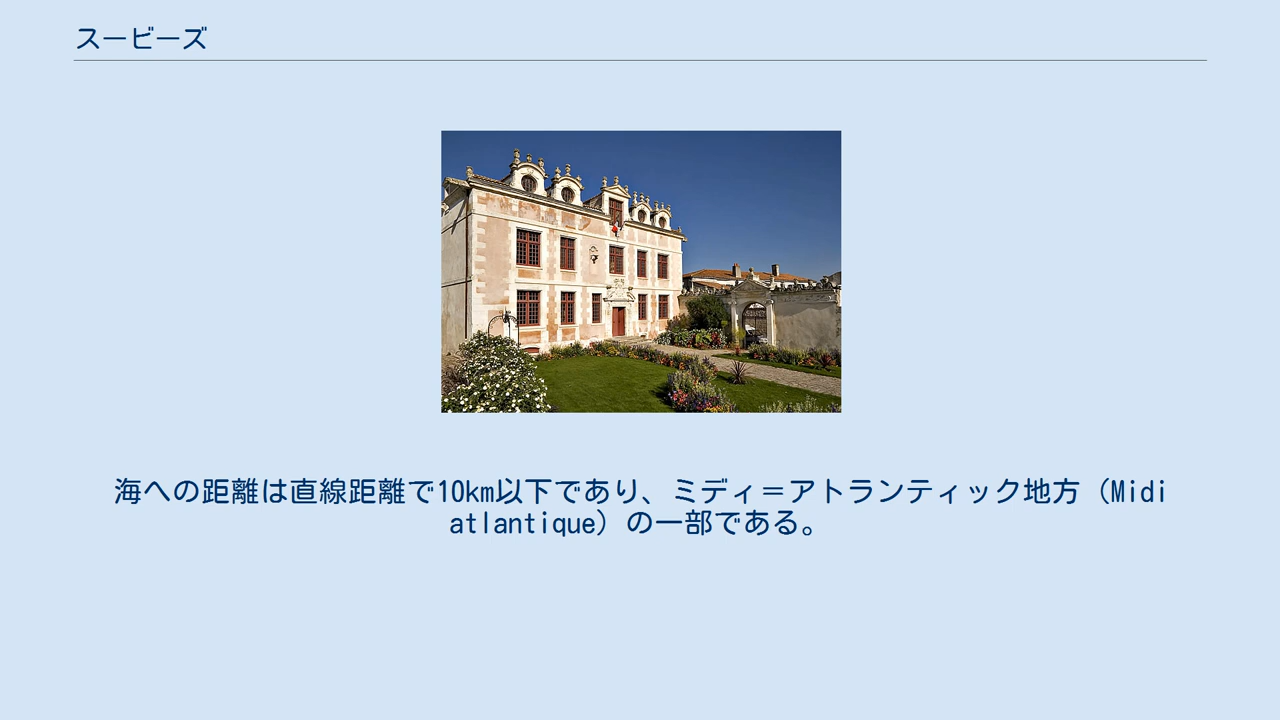 スービーズ
海への距離は直線距離で10km以下であり、ミディ＝アトランティック地方（Midi
atlantique）の一部である。